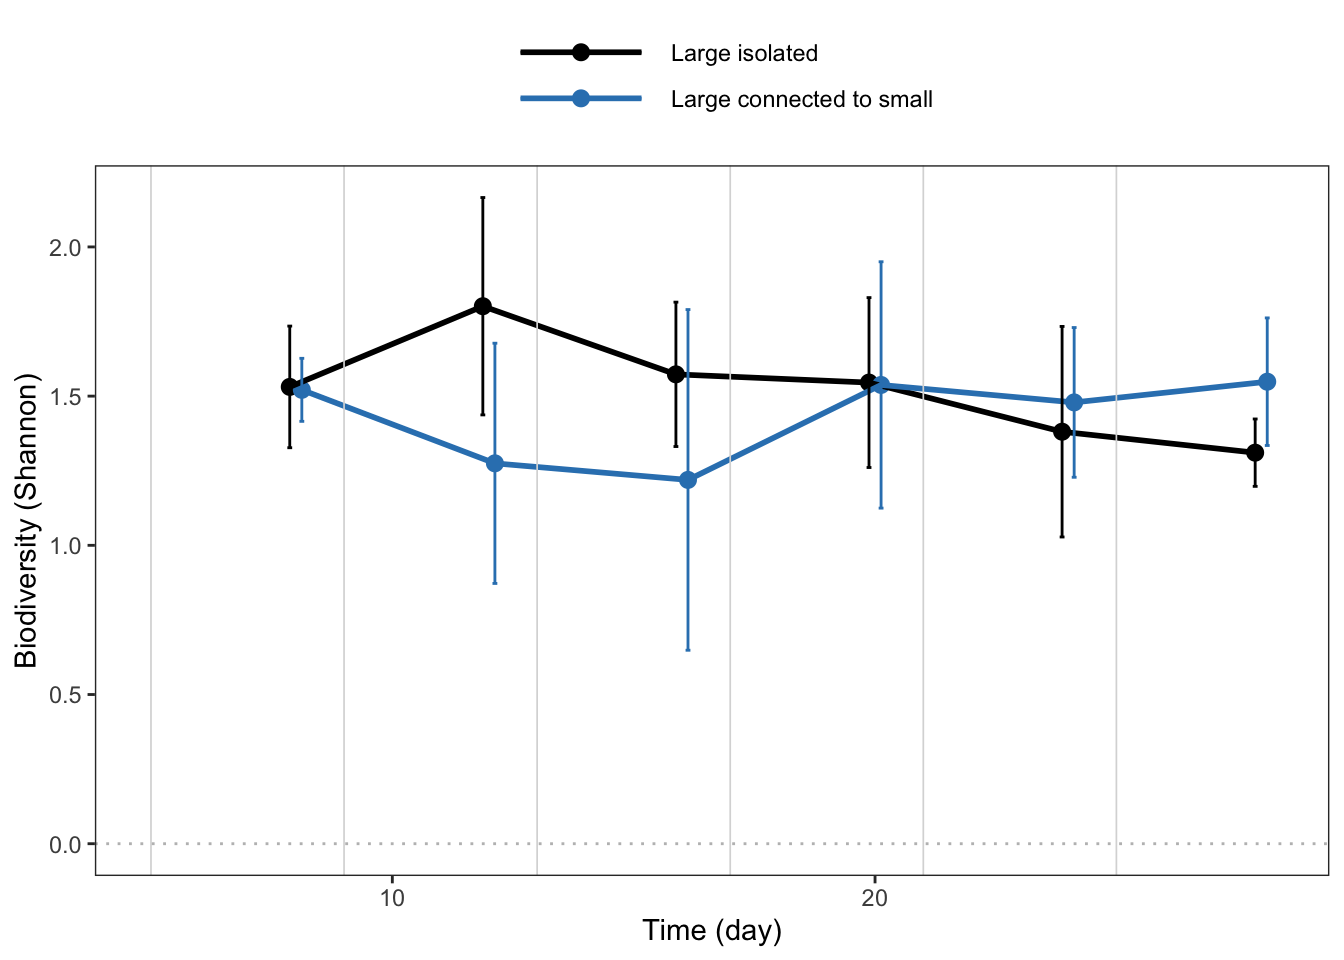 Large isolated
Large connected to small
2.0
1.5
1.0
0.5
0.0
Biodiversity (Shannon)
10 20
Time (day)